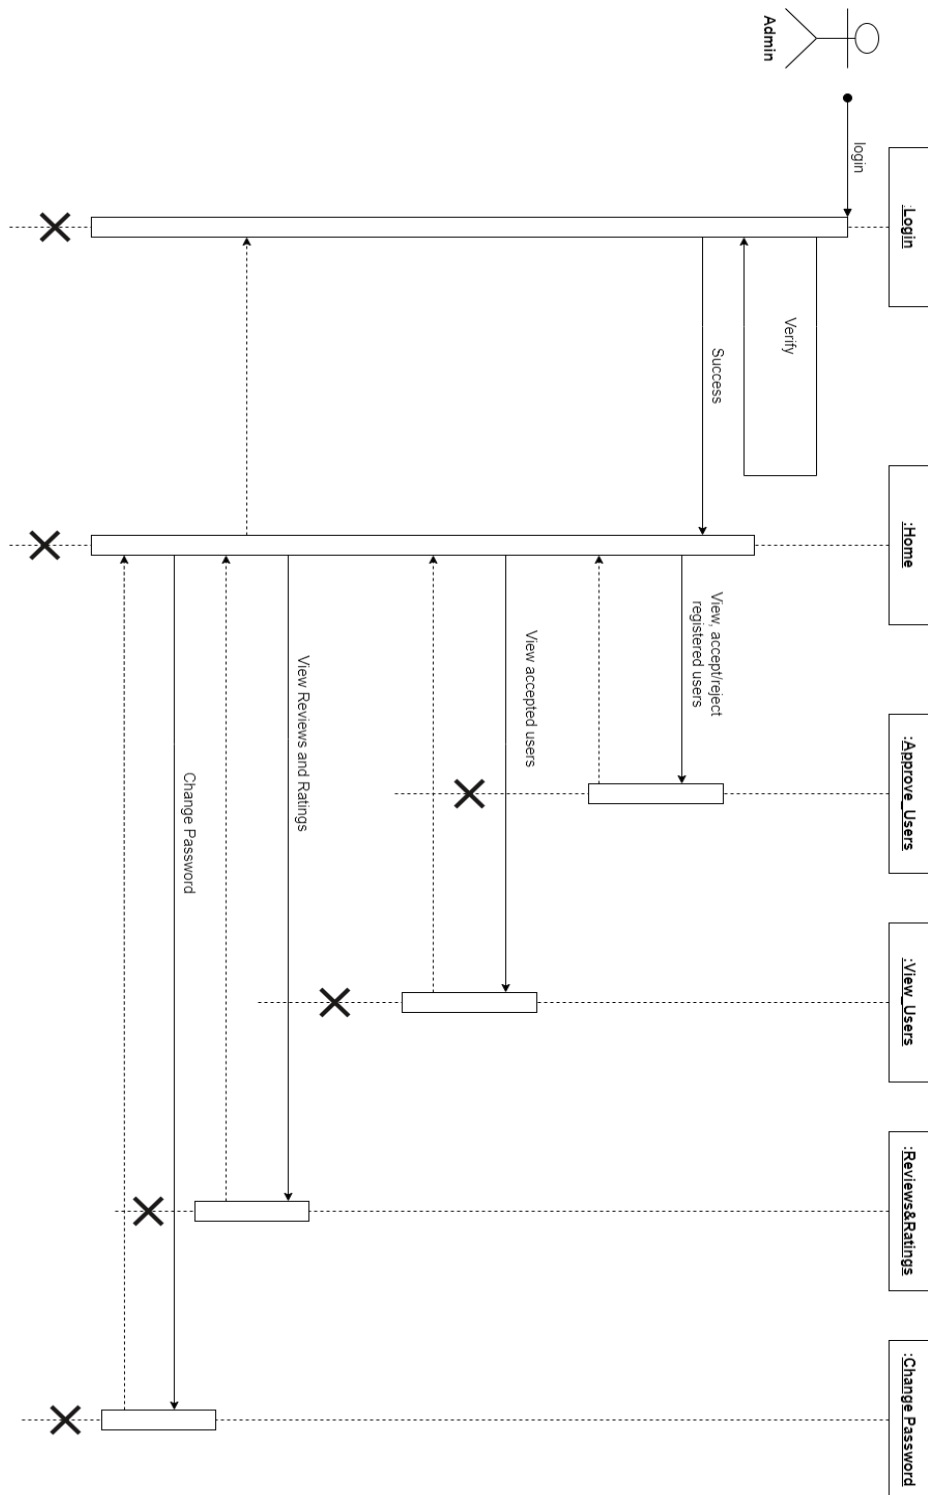 Admin
login
:Login
:Home
:Approve_Users
:View_Users
:Reviews&Ratings
:Change Password
Verify
Success
View, accept/reject
registered users
View accepted users
View Reviews and Ratings
Change Password